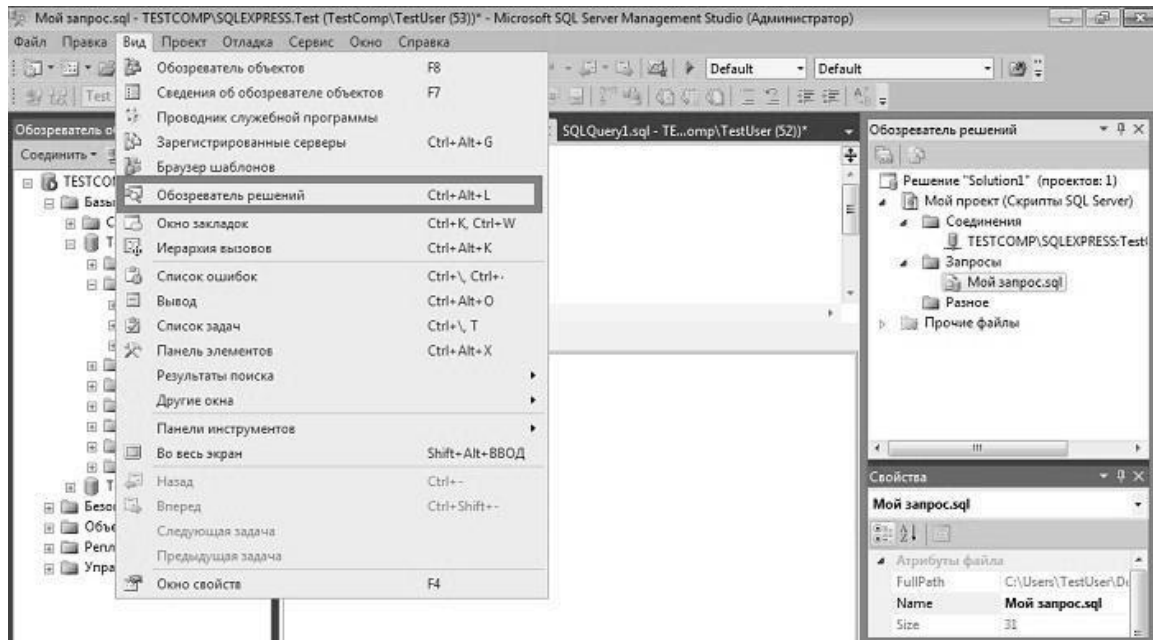 Мой запрос.sql - TESTCOMP\SQLEXPRESS.Test (TestComp\TestUser (53))* - Microsoft SQL Server Management Studio (Администратор)
Файл Правка Вид Проект Отладка Сервис Окно Справка
Default Default
Test
Обозреватель объектов F8
Сведения об обозревателе объектов F7
Проводник служебной программы
Зарегистрированные серверы Ctrl+Alt+G
Браузер шаблонов
Обозреватель решений Ctrl+Alt+L
Окно закладок Ctrl+K, Ctrl+W
Иерархия вызовов Ctrl+Alt+K
Список ошибок Ctrl+\, Ctrl+-
Вывод Ctrl+Alt+O
Список задач Ctrl+\, T
Панель элементов Ctrl+Alt+X
Результаты поиска
Другие окна
Панели инструментов
Во весь экран Shift+Alt+ВВОД
Назад Ctrl+-
Вперед Ctrl+Shift+-
Следующая задача
Предыдущая задача
Окно свойств F4
Обозреватель о
Соединить
TESTCO
Базы
С
Т
Т
Безо
Объе
Репл
Упра
SQLQuery1.sql - TE...omp\TestUser (52))*
Обозреватель решений
Решение "Solution1" (проектов: 1)
Мой проект (Скрипты SQL Server)
Соединения
TESTCOMP\SQLEXPRESS:Test
Запросы
Мой запрос.sql
Разное
Прочие файлы
Свойства
Мой запрос.sql
Атрибуты файла
FullPath C:\Users\TestUser\D
Name Мой запрос.sql
Size 31